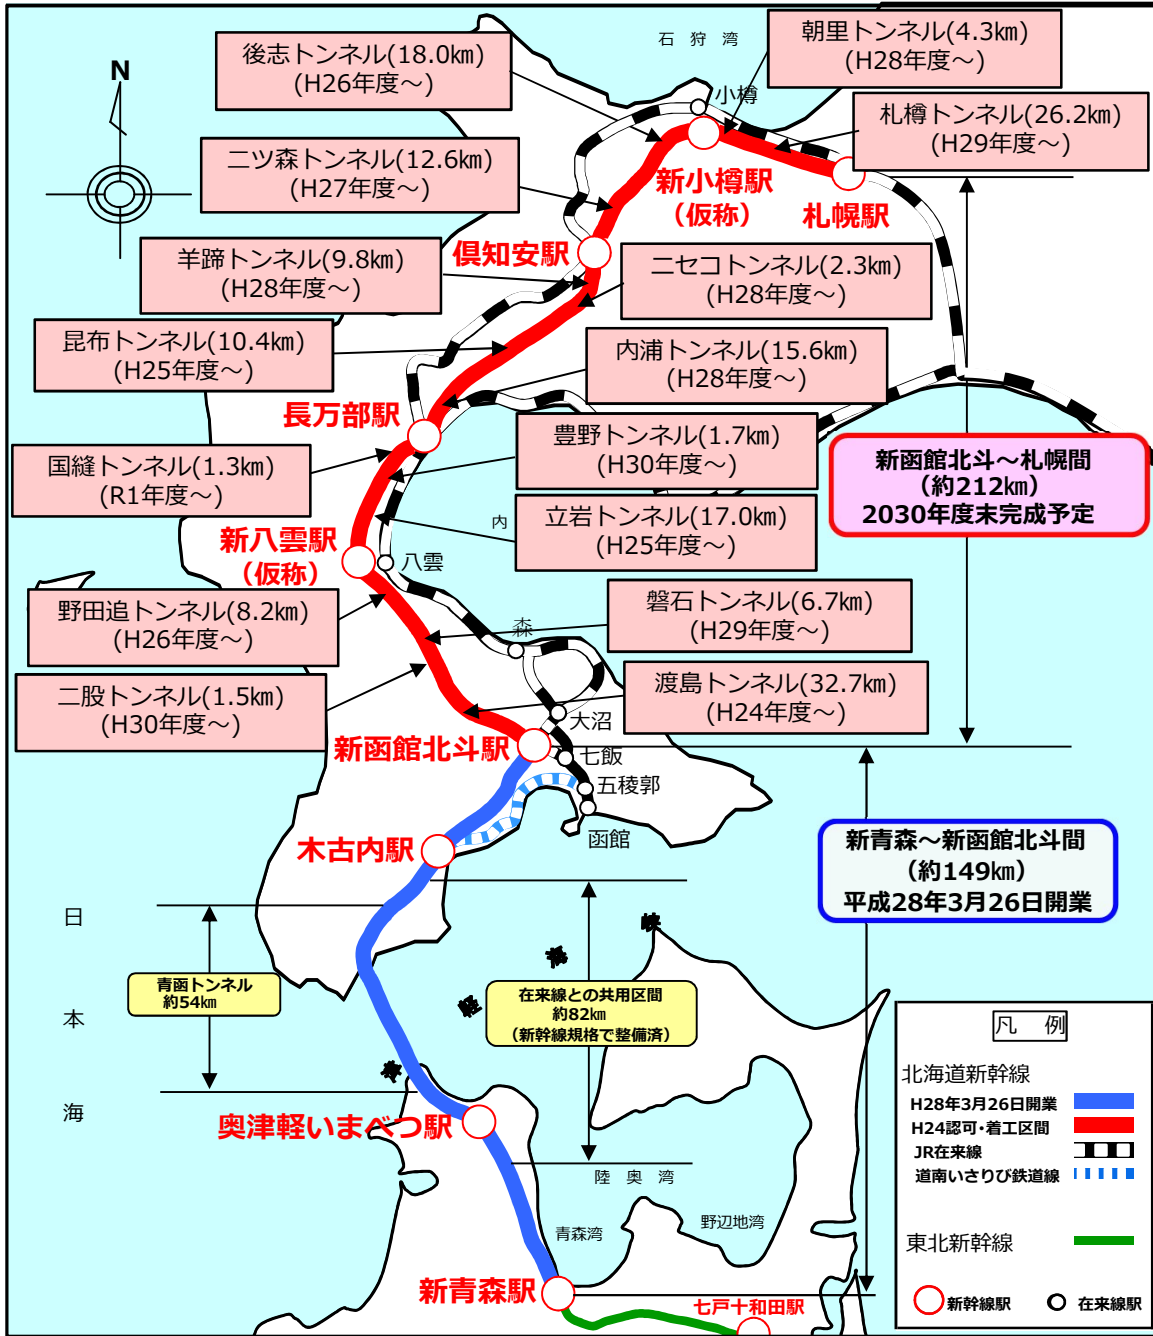 石狩湾
朝里トンネル(4.3km)
(H28年度～)
後志トンネル(18.0km)
(H26年度～)
N
小樽
札樽トンネル(26.2km)
(H29年度～)
二ツ森トンネル(12.6km)
(H27年度～)
新小樽駅
（仮称）
札幌駅
倶知安駅
羊蹄トンネル(9.8km)
(H28年度～)
ニセコトンネル(2.3km)
(H28年度～)
昆布トンネル(10.4km)
(H25年度～)
内浦トンネル(15.6km)
(H28年度～)
長万部駅
豊野トンネル(1.7km)
(H30年度～)
新函館北斗～札幌間
（約212km）
2030年度末完成予定
国縫トンネル(1.3km)
(R1年度～)
内
立岩トンネル(17.0km)
(H25年度～)
新八雲駅
（仮称）
八雲
野田追トンネル(8.2km)
(H26年度～)
磐石トンネル(6.7km)
(H29年度～)
森
二股トンネル(1.5km)
(H30年度～)
渡島トンネル(32.7km)
(H24年度～)
大沼
新函館北斗駅
七飯
五稜郭
函館
木古内駅
新青森～新函館北斗間
（約149km）
平成28年3月26日開業
日本海
津軽海峡
青函トンネル
約54km
在来線との共用区間
約82km
（新幹線規格で整備済）
奥津軽いまべつ駅
陸奥湾
青森湾
野辺地湾
新青森駅
七戸十和田駅
凡例
北海道新幹線
H28年3月26日開業
H24認可・着工区間
JR在来線
道南いさりび鉄道線
東北新幹線
新幹線駅
在来線駅